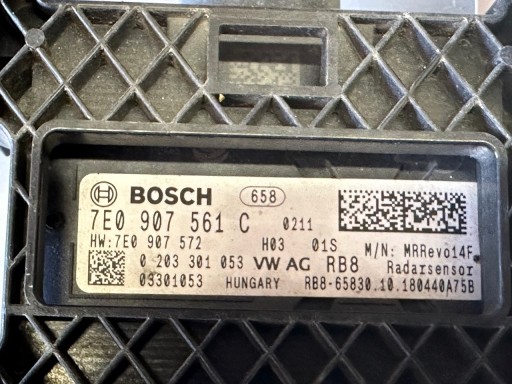 BOSCH 658
7E0 907 561 C 0211
HW:7E0 907 572 H03 01S M/N: MRRevo14F
0 203 301 053 VW AG RB8 Radarsensor
03301053 HUNGARY RB8-65830.10.180440A75B